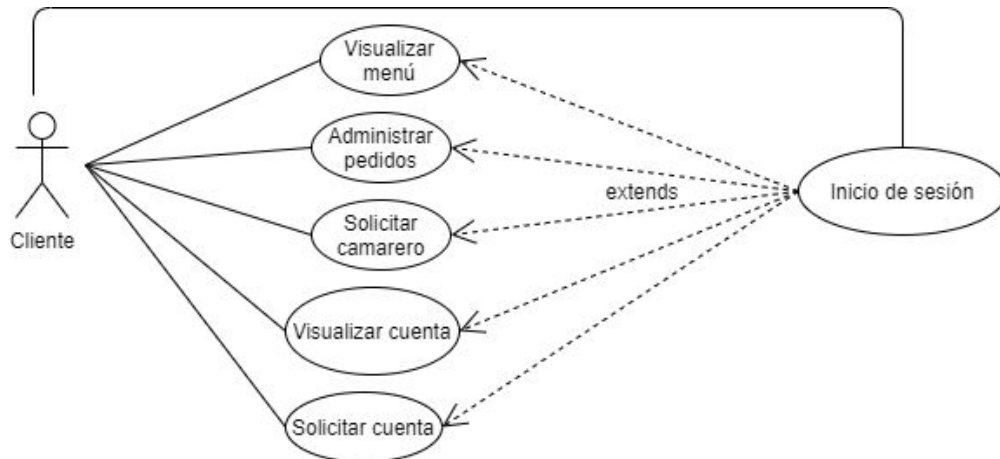 Visualizar
menú
Administrar
pedidos
extends
Inicio de sesión
Solicitar
camarero
Cliente
Visualizar cuenta
Solicitar cuenta